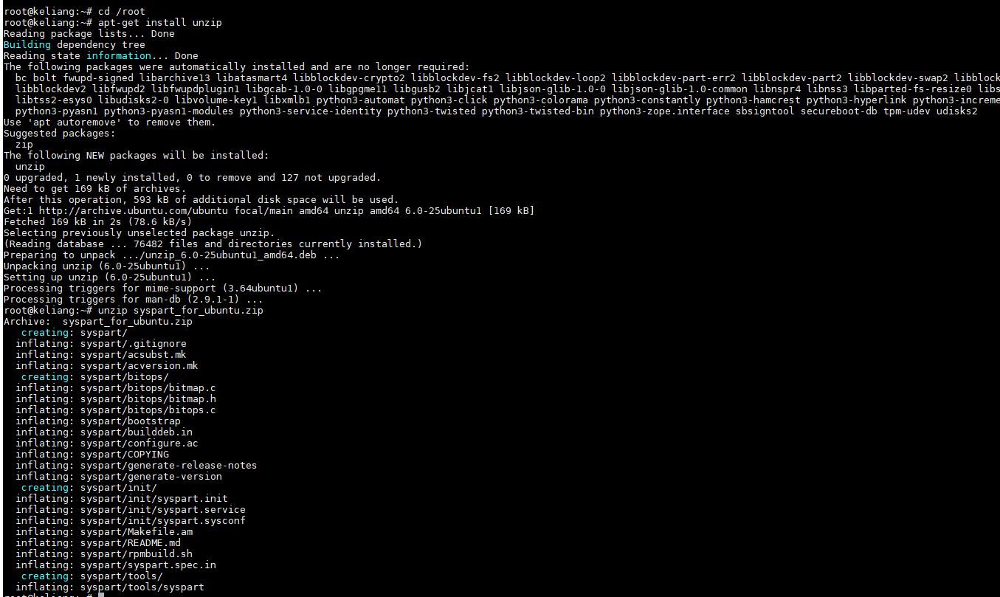 root@keliang:~# cd /root
root@keliang:~# apt-get install unzip
Reading package lists... Done
Building dependency tree
Reading state information... Done
The following packages were automatically installed and are no longer required:
  bc bolt fwupd-signed libarchive13 libatasmart4 libblockdev-crypto2 libblockdev-fs2 libblockdev-loop2 libblockdev-part-err2 libblockdev-part2 libblockdev-swap2 libblock
  libblockdev2 libfwupd2 libfwupdplugin1 libgcab-1.0-0 libgpgme11 libgusb2 libjcat1 libjson-glib-1.0-0 libjson-glib-1.0-common libnspr4 libnss3 libparted-fs-resize0 libs
  libtss2-esys0 libudisks2-0 libvolume-key1 libxmlb1 python3-automat python3-click python3-colorama python3-constantly python3-hamcrest python3-hyperlink python3-increme
  python3-pyasn1 python3-pyasn1-modules python3-service-identity python3-twisted python3-twisted-bin python3-zope.interface sbsigntool secureboot-db tpm-udev udisks2
Use 'apt autoremove' to remove them.
Suggested packages:
  zip
The following NEW packages will be installed:
  unzip
0 upgraded, 1 newly installed, 0 to remove and 127 not upgraded.
Need to get 169 kB of archives.
After this operation, 593 kB of additional disk space will be used.
Get:1 http://archive.ubuntu.com/ubuntu focal/main amd64 unzip amd64 6.0-25ubuntu1 [169 kB]
Fetched 169 kB in 2s (78.6 kB/s)
Selecting previously unselected package unzip.
(Reading database ... 76482 files and directories currently installed.)
Preparing to unpack .../unzip_6.0-25ubuntu1_amd64.deb ...
Unpacking unzip (6.0-25ubuntu1) ...
Setting up unzip (6.0-25ubuntu1) ...
Processing triggers for mime-support (3.64ubuntu1) ...
Processing triggers for man-db (2.9.1-1) ...
root@keliang:~# unzip syspart_for_ubuntu.zip
Archive:  syspart_for_ubuntu.zip
   creating: syspart/
  inflating: syspart/.gitignore
  inflating: syspart/acsubst.mk
  inflating: syspart/acversion.mk
   creating: syspart/bitops/
  inflating: syspart/bitops/bitmap.c
  inflating: syspart/bitops/bitmap.h
  inflating: syspart/bitops/bitops.c
  inflating: syspart/bootstrap
  inflating: syspart/builddeb.in
  inflating: syspart/configure.ac
  inflating: syspart/COPYING
  inflating: syspart/generate-release-notes
  inflating: syspart/generate-version
   creating: syspart/init/
  inflating: syspart/init/syspart.init
  inflating: syspart/init/syspart.service
  inflating: syspart/init/syspart.sysconf
  inflating: syspart/Makefile.am
  inflating: syspart/README.md
  inflating: syspart/rpmbuild.sh
  inflating: syspart/syspart.spec.in
   creating: syspart/tools/
  inflating: syspart/tools/syspart